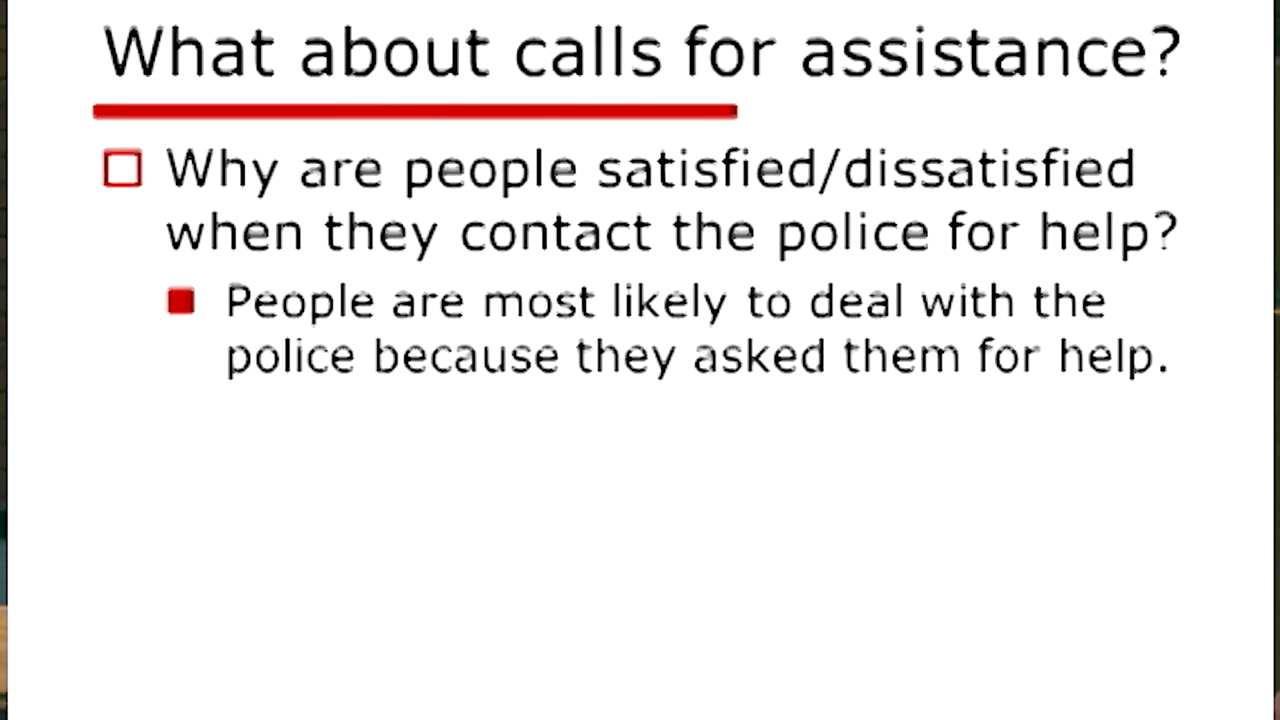 What about calls for assistance?
Why are people satisfied/dissatisfied
when they contact the police for help?
People are most likely to deal with the
police because they asked them for help.